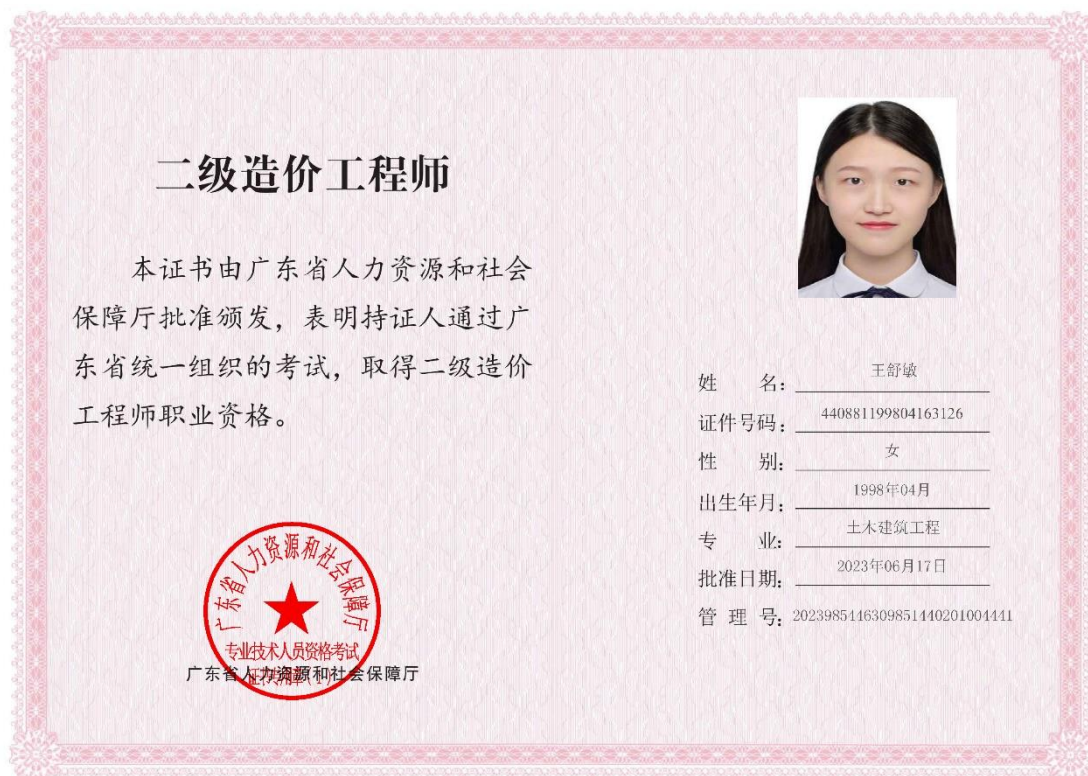 二级造价工程师
本证书由广东省人力资源和社会
保障厅批准颁发，表明持证人通过广
东省统一组织的考试，取得二级造价
工程师职业资格。
广东省人力资源和社会保障厅
专业技术人员资格考试
广东省人力资源和社会保障厅
姓 名：王舒敏
证件号码：440881199804163126
性 别：女
出生年月：1998年04月
专 业：土木建筑工程
批准日期：2023年06月17日
管 理 号：2023985446309851440201004441